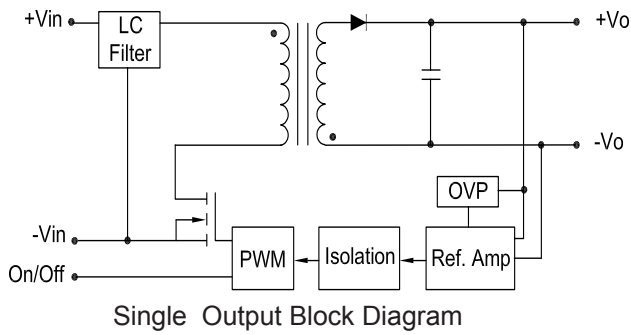 +Vin
LC
Filter
+Vo
-Vo
OVP
-Vin
PWM
Isolation
Ref. Amp
On/Off
Single Output Block Diagram